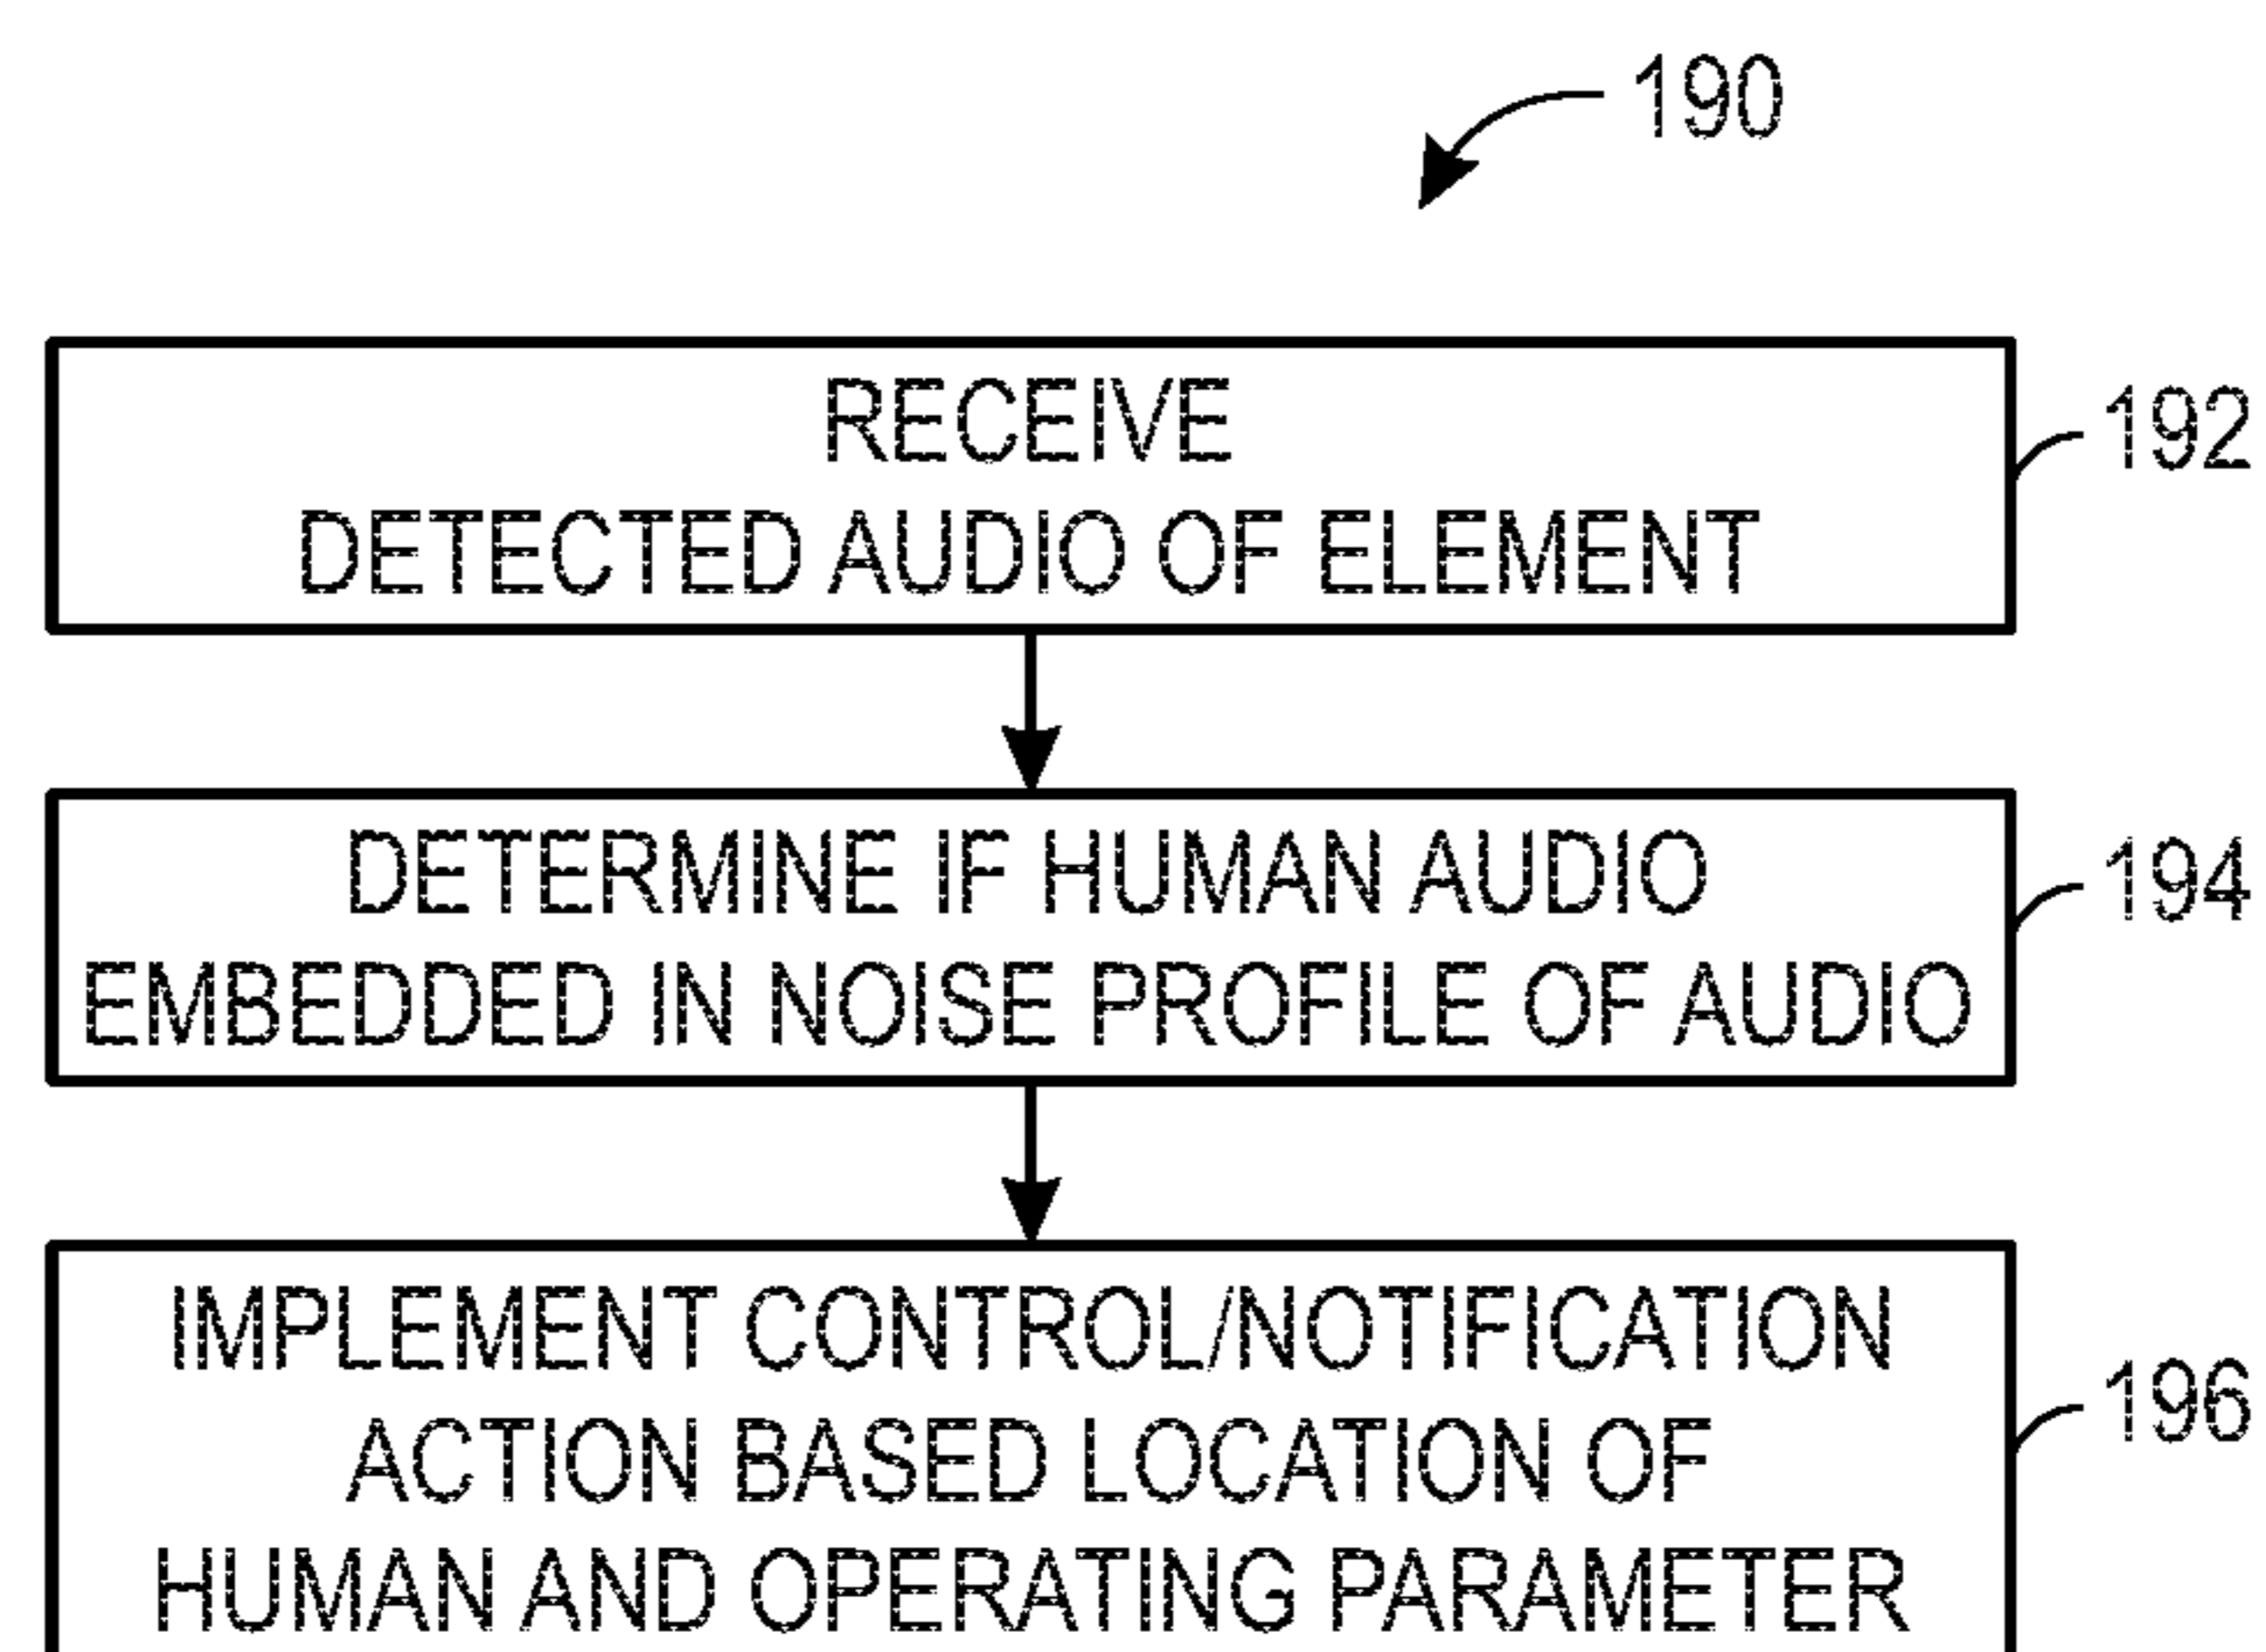 190
RECEIVE
DETECTED AUDIO OF ELEMENT
192
DETERMINE IF HUMAN AUDIO
EMBEDDED IN NOISE PROFILE OF AUDIO
194
IMPLEMENT CONTROL/NOTIFICATION
ACTION BASED LOCATION OF
HUMAN AND OPERATING PARAMETER
196